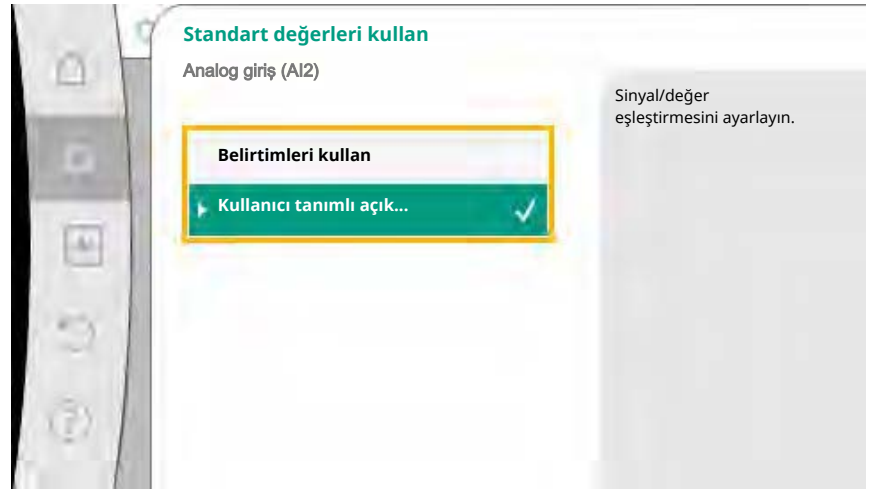 Standart değerleri kullan
Analog giriş (AI2)
Sinyal/değer
eşleştirmesini ayarlayın.
Belirtimleri kullan
Kullanıcı tanımlı açık...